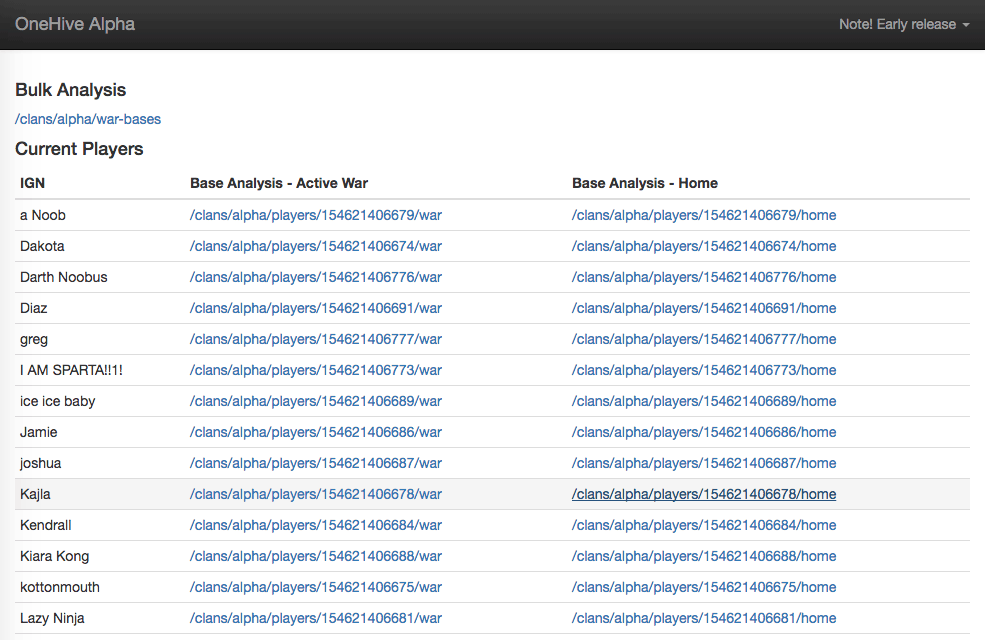 OneHive Alpha Note! Early release
Bulk Analysis
/clans/alpha/war-bases
Current Players
IGN Base Analysis - Active War Base Analysis - Home
a Noob /clans/alpha/players/154621406679/war /clans/alpha/players/154621406679/home
Dakota /clans/alpha/players/154621406674/war /clans/alpha/players/154621406674/home
Darth Noobus /clans/alpha/players/154621406776/war /clans/alpha/players/154621406776/home
Diaz /clans/alpha/players/154621406691/war /clans/alpha/players/154621406691/home
greg /clans/alpha/players/154621406777/war /clans/alpha/players/154621406777/home
I AM SPARTA!!1! /clans/alpha/players/154621406773/war /clans/alpha/players/154621406773/home
ice ice baby /clans/alpha/players/154621406689/war /clans/alpha/players/154621406689/home
Jamie /clans/alpha/players/154621406686/war /clans/alpha/players/154621406686/home
joshua /clans/alpha/players/154621406687/war /clans/alpha/players/154621406687/home
Kajla /clans/alpha/players/154621406678/war /clans/alpha/players/154621406678/home
Kendrall /clans/alpha/players/154621406684/war /clans/alpha/players/154621406684/home
Kiara Kong /clans/alpha/players/154621406688/war /clans/alpha/players/154621406688/home
kottonmouth /clans/alpha/players/154621406675/war /clans/alpha/players/154621406675/home
Lazy Ninja /clans/alpha/players/154621406681/war /clans/alpha/players/154621406681/home